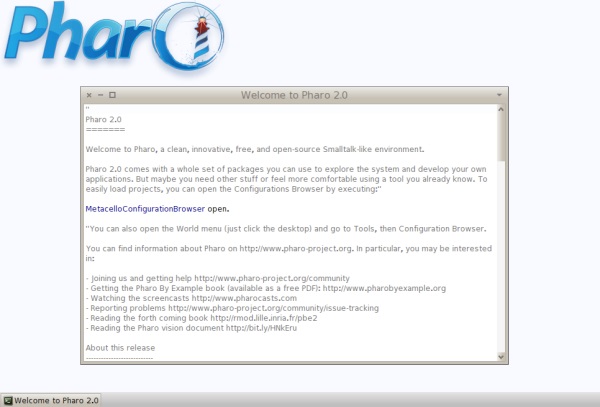 Pharo
Welcome to Pharo 2.0
"
Pharo 2.0
=======
Welcome to Pharo, a clean, innovative, free, and open-source Smalltalk-like environment.
Pharo 2.0 comes with a whole set of packages you can use to explore the system and develop your own
applications. But maybe you need other stuff or feel more comfortable using a tool you already know. To
easily load projects, you can open the Configurations Browser by executing:"
MetacelloConfigurationBrowser open.
"You can also open the World menu (just click the desktop) and go to Tools, then Configuration Browser.
You can find information about Pharo on http://www.pharo-project.org. In particular, you may be interested
in:
- Joining us and getting help http://www.pharo-project.org/community
- Getting the Pharo By Example book (available as a free PDF): http://www.pharobyexample.org
- Watching the screencasts http://www.pharocasts.com
- Reporting problems http://www.pharo-project.org/community/issue-tracking
- Reading the forth coming book http://rmod.lille.inria.fr/pbe2
- Reading the Pharo vision document http://bit.ly/HNkEru
About this release
--------------------------
Welcome to Pharo 2.0